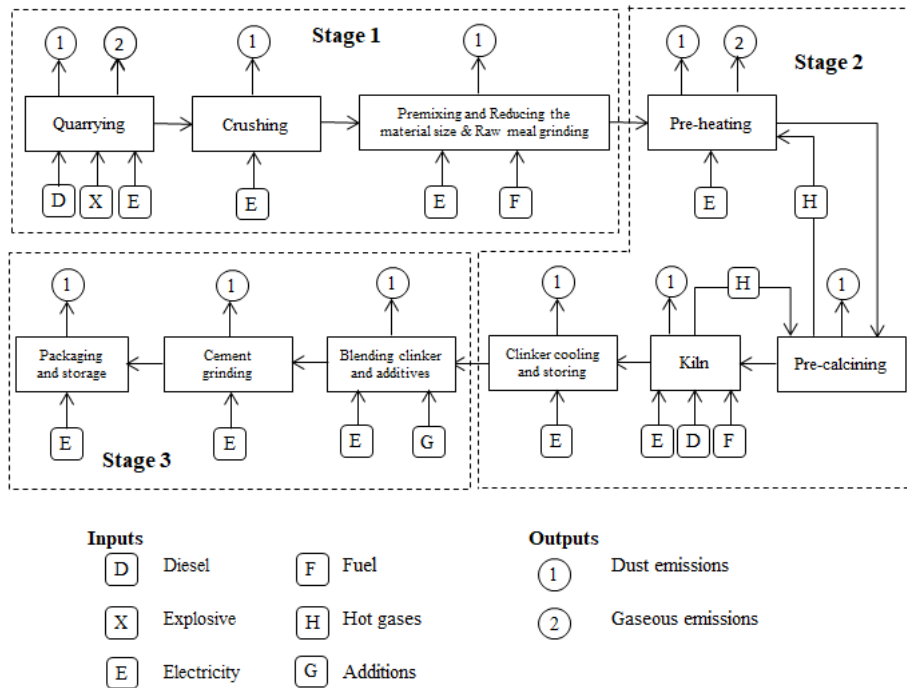 Stage 1
1
2
1
1
Quarrying
Crushing
Premixing and Reducing the
material size & Raw meal grinding
D
X
E
E
E
F
Stage 2
1
2
Pre-heating
E
H
1
Pre-calcining
H
1
Kiln
E
D
F
1
Clinker cooling
and storing
E
1
Blending clinker
and additives
E
G
1
Cement
grinding
E
1
Packaging
and storage
E
Stage 3
Inputs
D Diesel
X Explosive
E Electricity
F Fuel
H Hot gases
G Additions
Outputs
1 Dust emissions
2 Gaseous emissions